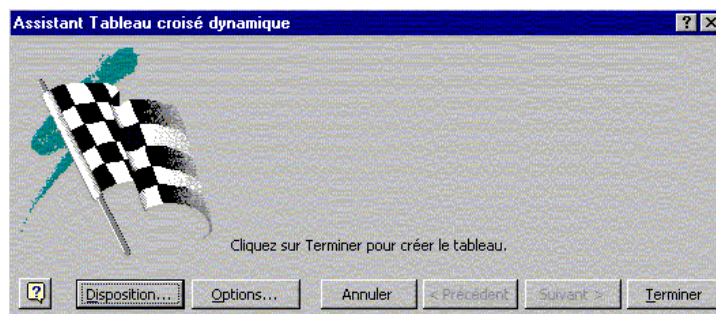 Assistant Tableau croisé dynamique
Cliquez sur Terminer pour créer le tableau.
Disposition... Options... Annuler < Précédent Suivant > Terminer